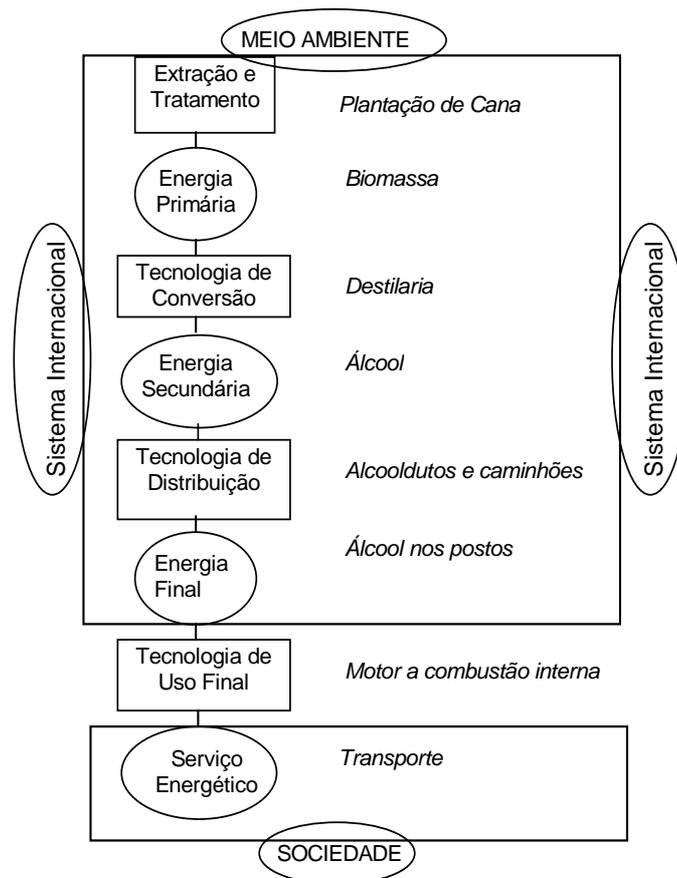 MEIO AMBIENTE
Extração e
Tratamento
Plantação de Cana
Energia
Primária
Biomassa
Sistema Internacional
Sistema Internacional
Tecnologia de
Conversão
Destilaria
Energia
Secundária
Álcool
Tecnologia de
Distribuição
Alcooldutos e caminhões
Energia
Final
Álcool nos postos
Tecnologia de
Uso Final
Motor a combustão interna
Serviço
Energético
Transporte
SOCIEDADE